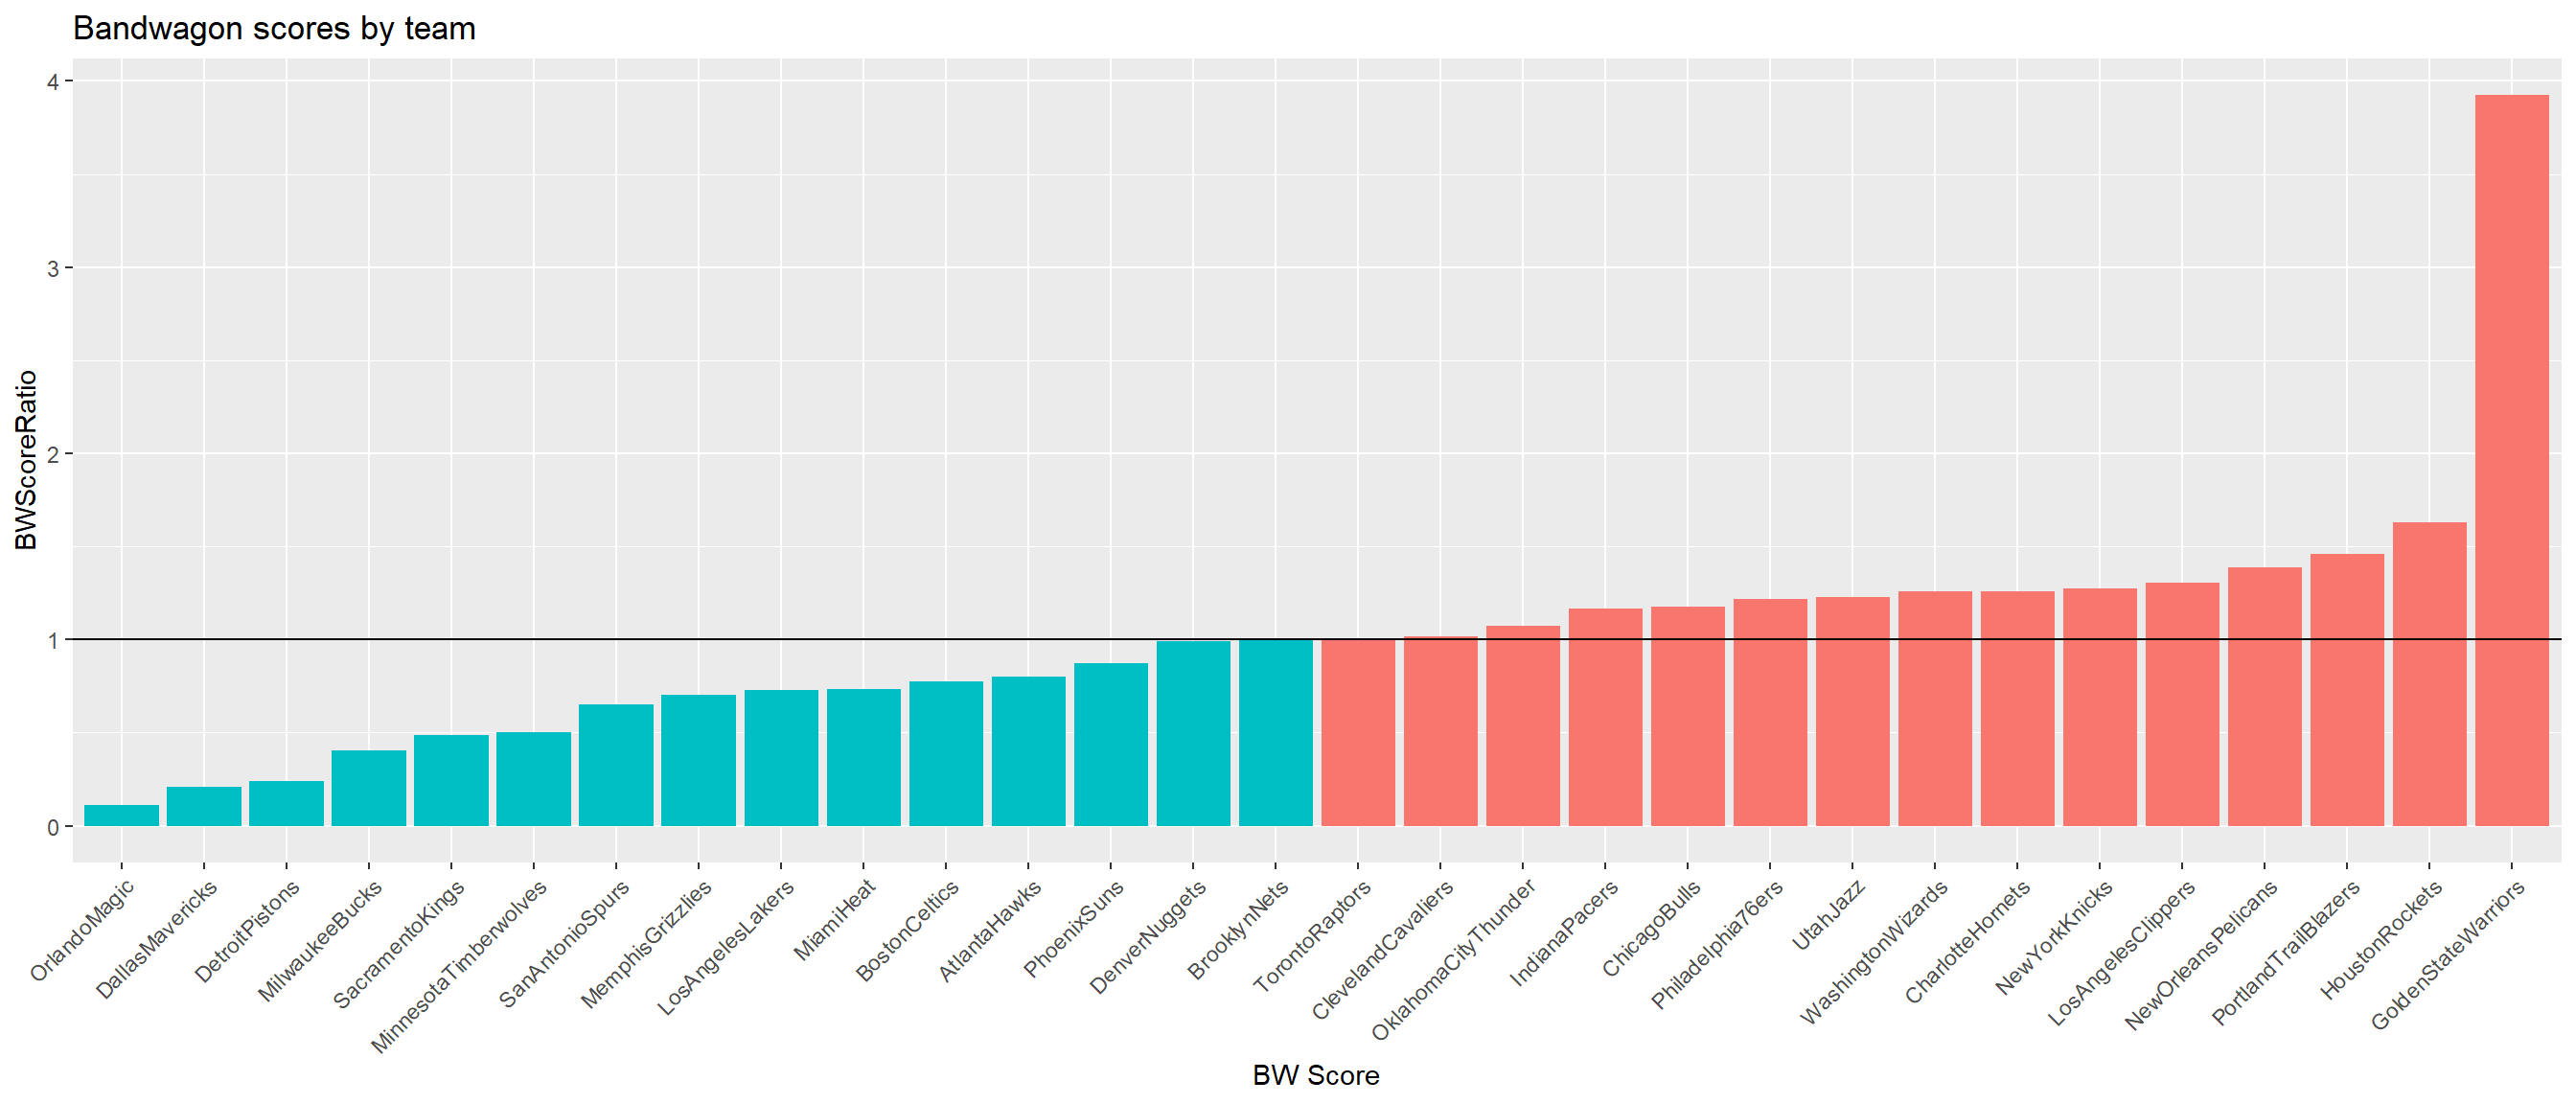 Bandwagon scores by team
4
3
2
1
0
BWScoreRatio
OrlandoMagic
DallasMavericks
DetroitPistons
MilwaukeeBucks
SacramentoKings
MinnesotaTimberwolves
SanAntonioSpurs
MemphisGrizzlies
LosAngelesLakers
MiamiHeat
BostonCeltics
AtlantaHawks
PhoenixSuns
DenverNuggets
BrooklynNets
TorontoRaptors
ClevelandCavaliers
OklahomaCityThunder
IndianaPacers
ChicagoBulls
Philadelphia76ers
UtahJazz
WashingtonWizards
CharlotteHornets
NewYorkKnicks
LosAngelesClippers
NewOrleansPelicans
PortlandTrailBlazers
HoustonRockets
GoldenStateWarriors
BW Score